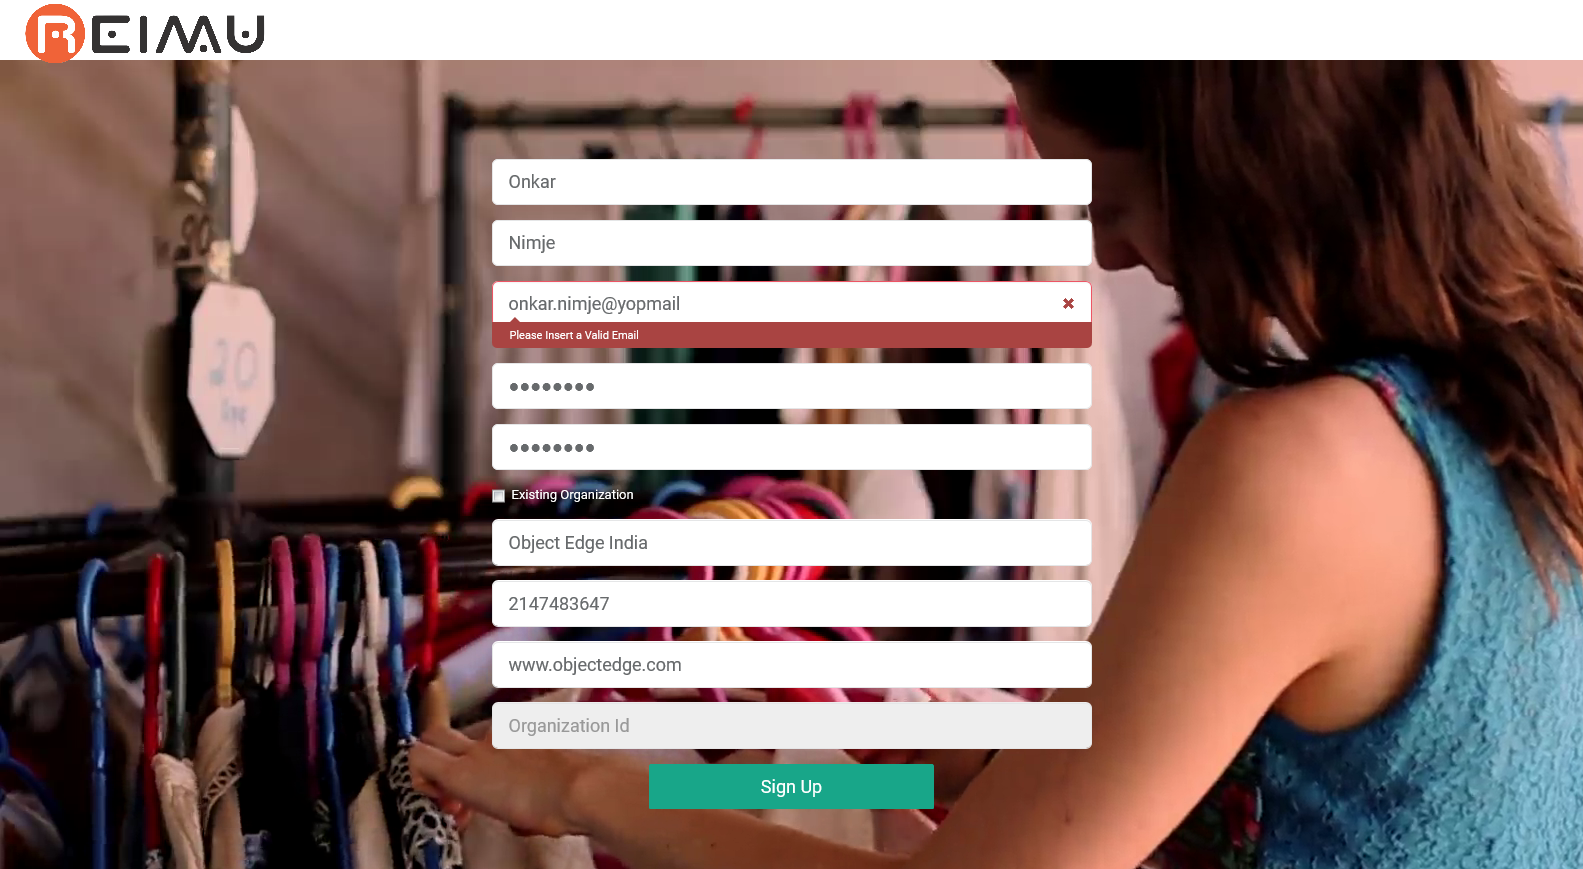 REIMU
Onkar
Nimje
onkar.nimje@yopmail
Please Insert a Valid Email
●●●●●●●●
●●●●●●●●
Existing Organization
Object Edge India
2147483647
www.objectedge.com
Organization Id
Sign Up
20